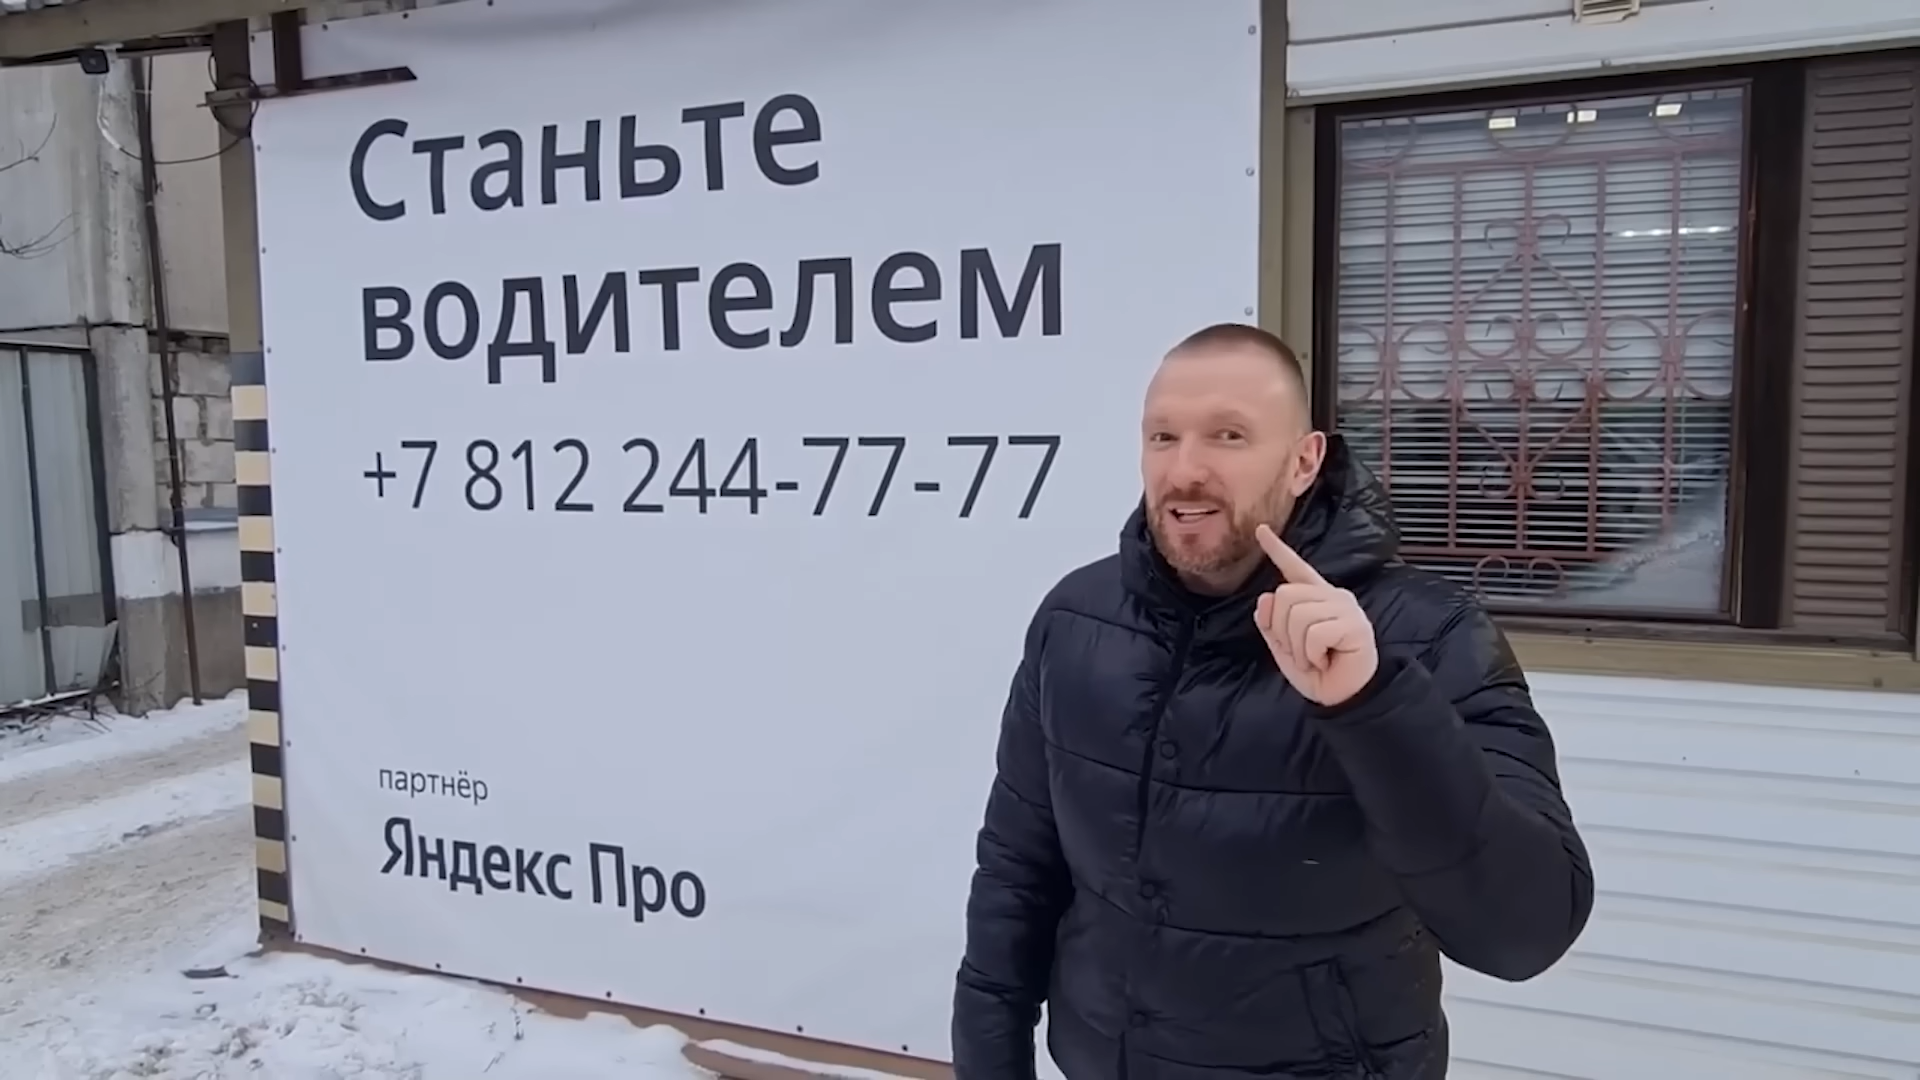 Станьте
водителем
+7 812 244-77-77
партнёр
Яндекс Про